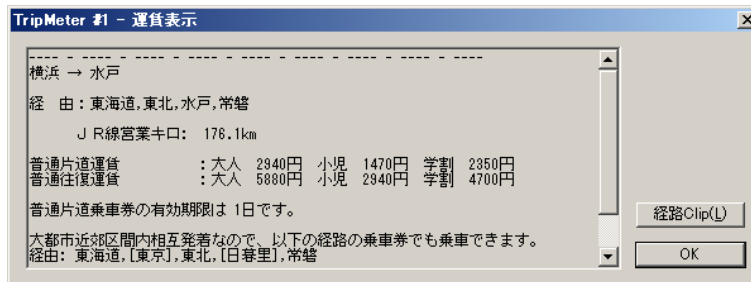 TripMeter #1 - 運賃表示
---- - ---- - ---- - ---- - ---- - ---- - ---- - ----
横浜 → 水戸
経　由：東海道,東北,水戸,常磐
ＪＲ線営業キロ： 176.1km
普通片道運賃　　　：大人 2940円 小児 1470円 学割 2350円
普通往復運賃　　　：大人 5880円 小児 2940円 学割 4700円
普通片道乗車券の有効期限は 1日です。
大都市近郊区間内相互発着なので、以下の経路の乗車券でも乗車できます。
経由: 東海道,[東京],東北,[日暮里],常磐
経路Clip(L)
OK